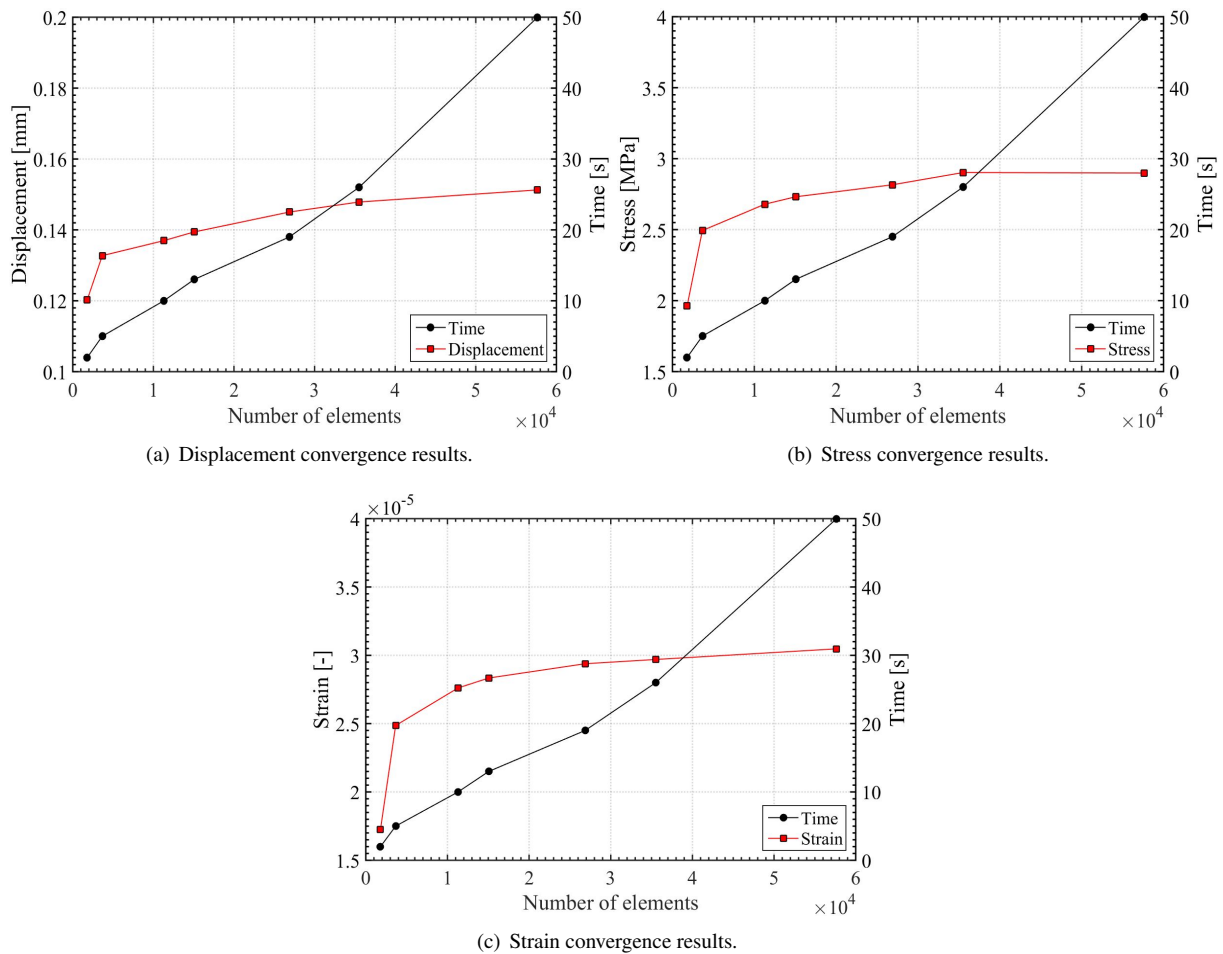 0.2
0.18
0.16
0.14
0.12
0.1
Displacement [mm]
50
40
30
20
10
0
Time [s]
Time
Displacement
0 1 2 3 4 5 6
Number of elements
×10^4
(a) Displacement convergence results.
4
3.5
3
2.5
2
1.5
Stress [MPa]
50
40
30
20
10
0
Time [s]
Time
Stress
0 1 2 3 4 5 6
Number of elements
×10^4
(b) Stress convergence results.
×10^-5
4
3.5
3
2.5
2
1.5
Strain [-]
50
40
30
20
10
0
Time [s]
Time
Strain
0 1 2 3 4 5 6
Number of elements
×10^4
(c) Strain convergence results.